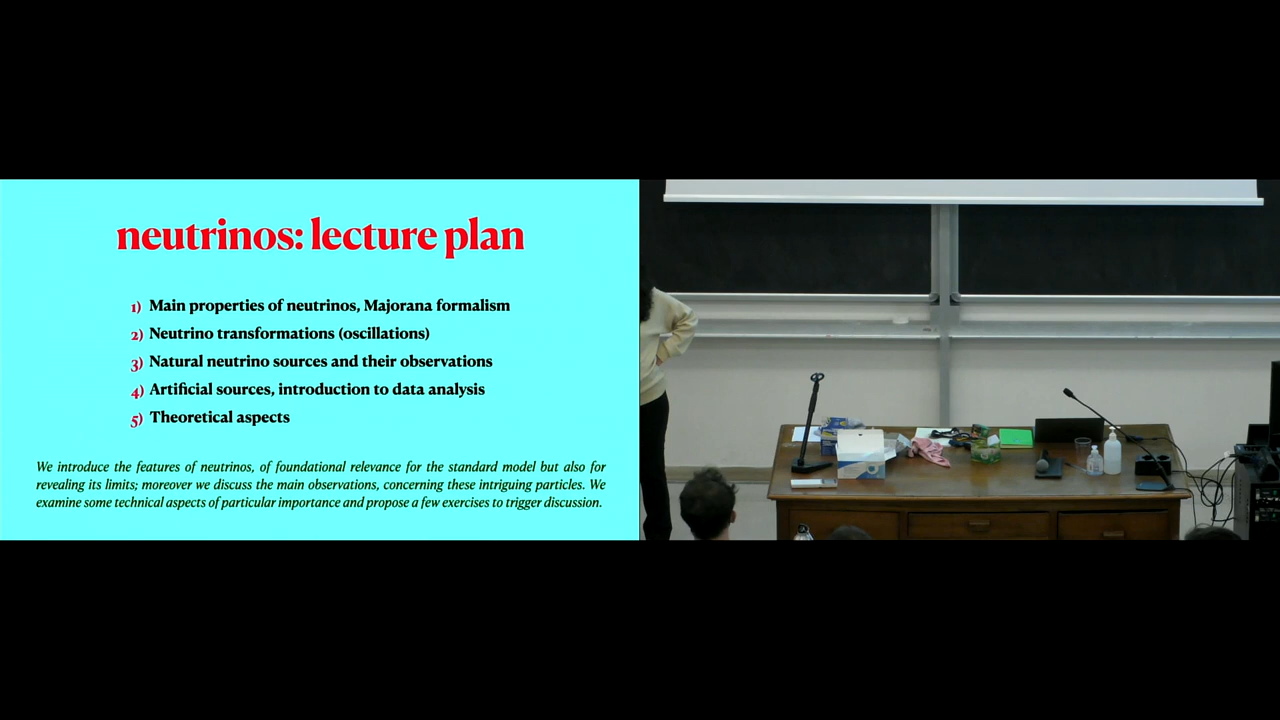 neutrinos: lecture plan
1) Main properties of neutrinos, Majorana formalism
2) Neutrino transformations (oscillations)
3) Natural neutrino sources and their observations
4) Artificial sources, introduction to data analysis
5) Theoretical aspects
We introduce the features of neutrinos, of foundational relevance for the standard model but also for
revealing its limits; moreover we discuss the main observations, concerning these intriguing particles. We
examine some technical aspects of particular importance and propose a few exercises to trigger discussion.